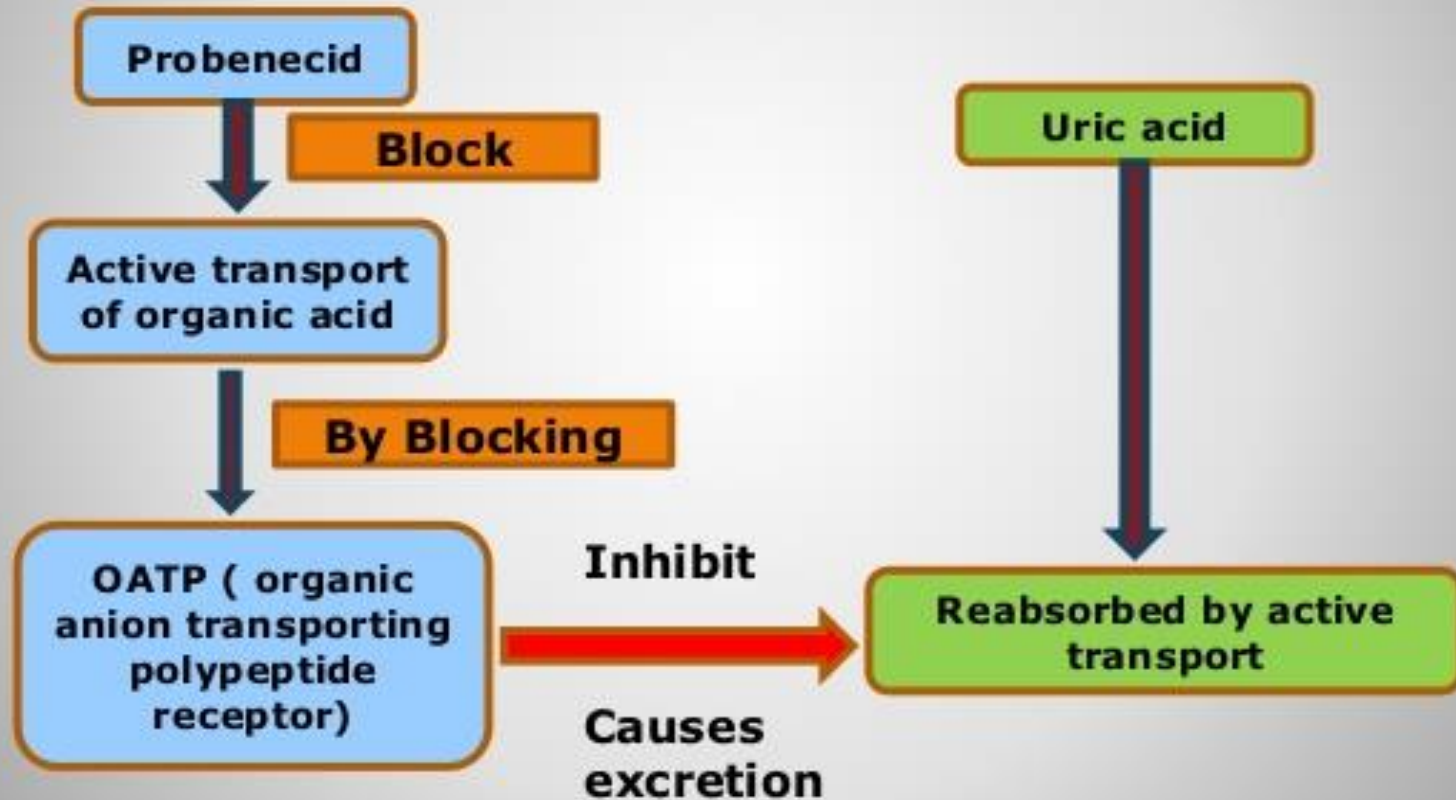 Probenecid
Block
Active transport
of organic acid
By Blocking
OATP ( organic
anion transporting
polypeptide
receptor)
Inhibit
Causes
excretion
Uric acid
Reabsorbed by active
transport